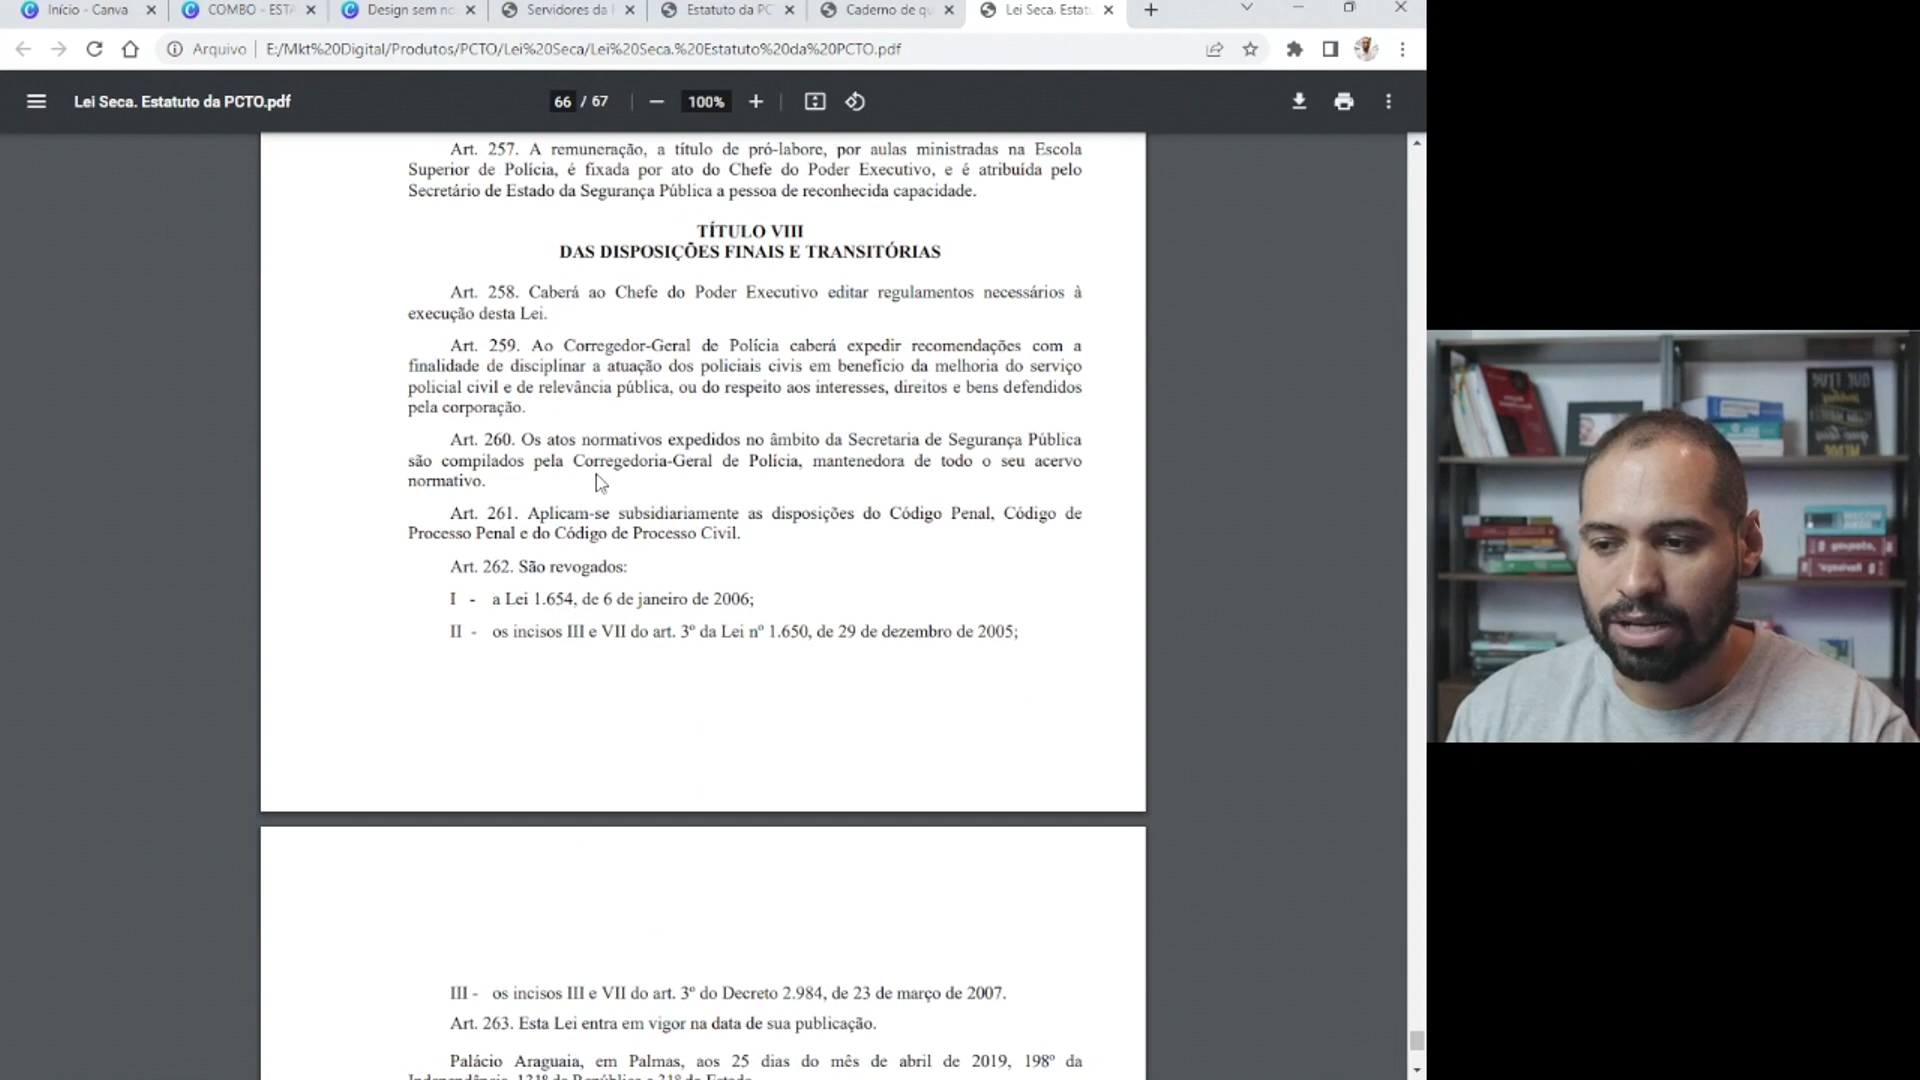 Início - Canva
COMBO - EST
Design sem no
Servidores da
Estatuto da PC
Caderno de qu
Lei Seca. Estat
Arquivo E:/Mkt%20Digital/Produtos/PCTO/Lei%20Seca/Lei%20Seca.%20Estatuto%20da%20PCTO.pdf
Lei Seca. Estatuto da PCTO.pdf
66 / 67
100%
Art. 257. A remuneração, a título de pró-labore, por aulas ministradas na Escola
Superior de Polícia, é fixada por ato do Chefe do Poder Executivo, e é atribuída pelo
Secretário de Estado da Segurança Pública a pessoa de reconhecida capacidade.
TÍTULO VIII
DAS DISPOSIÇÕES FINAIS E TRANSITÓRIAS
Art. 258. Caberá ao Chefe do Poder Executivo editar regulamentos necessários à
execução desta Lei.
Art. 259. Ao Corregedor-Geral de Polícia caberá expedir recomendações com a
finalidade de disciplinar a atuação dos policiais civis em benefício da melhoria do serviço
policial civil e de relevância pública, ou do respeito aos interesses, direitos e bens defendidos
pela corporação.
Art. 260. Os atos normativos expedidos no âmbito da Secretaria de Segurança Pública
são compilados pela Corregedoria-Geral de Polícia, mantenedora de todo o seu acervo
normativo.
Art. 261. Aplicam-se subsidiariamente as disposições do Código Penal, Código de
Processo Penal e do Código de Processo Civil.
Art. 262. São revogados:
I - a Lei 1.654, de 6 de janeiro de 2006;
II - os incisos III e VII do art. 3º da Lei nº 1.650, de 29 de dezembro de 2005;
III - os incisos III e VII do art. 3º do Decreto 2.984, de 23 de março de 2007.
Art. 263. Esta Lei entra em vigor na data de sua publicação.
Palácio Araguaia, em Palmas, aos 25 dias do mês de abril de 2019, 198º da